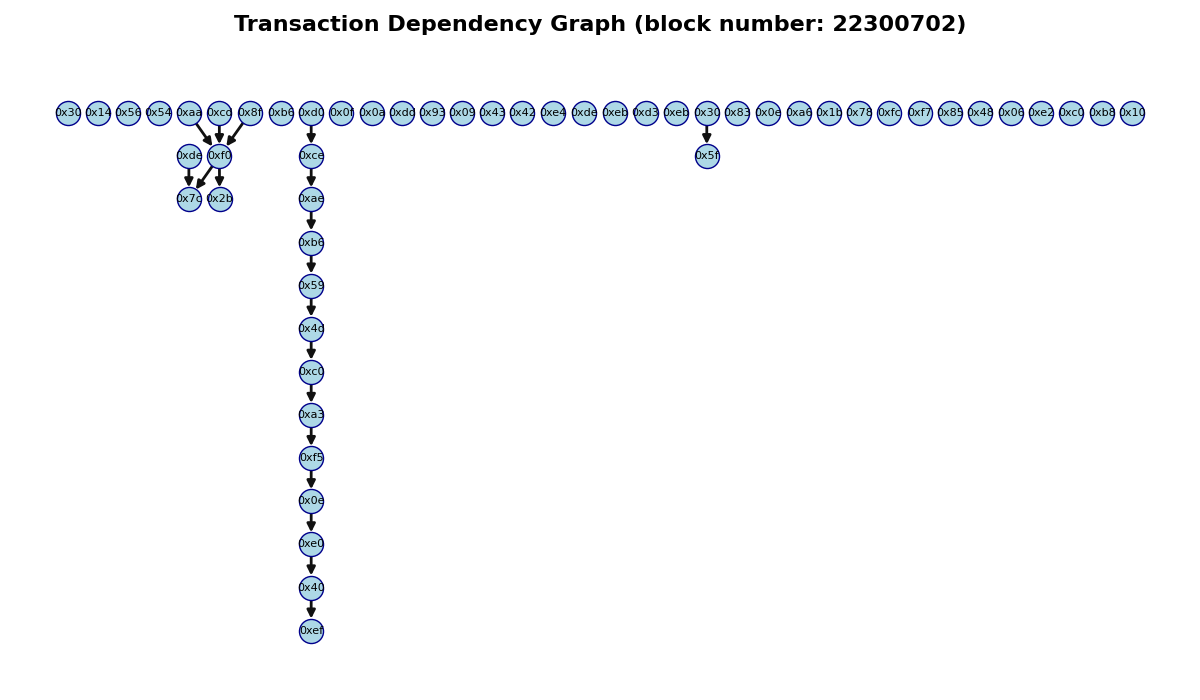 Transaction Dependency Graph (block number: 22300702)
0x30 0x14 0x56 0x54 0xaa 0xcc 0x8f 0xb6 0xd0 0x0f 0x0a 0xdd 0x93 0x09 0x43 0x42 0xe4 0xde 0xeb 0xd3 0xeb 0x30 0x83 0x0e 0xa6 0x1b 0x78 0xfc 0xf7 0x85 0x48 0x06 0xe2 0xc0 0xb8 0x10
0xde 0xf0 0xce 0x5f
0x7c 0x2b 0xae
0xb6
0x59
0x4d
0xc0
0xa3
0xf5
0x0e
0xe0
0x40
0xef